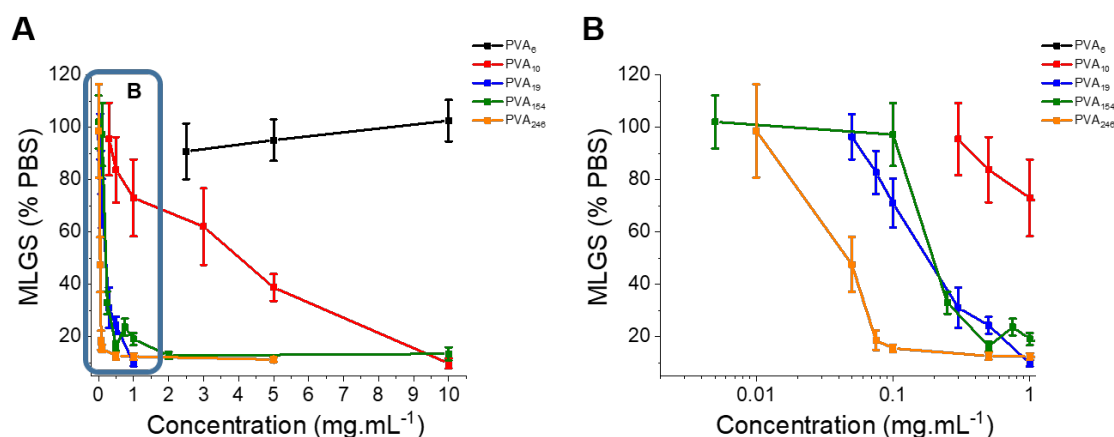 A
PVA₆
PVA₁₀
PVA₁₉
PVA₁₅₄
PVA₂₄₆
120
100
80
60
40
20
MLGS (% PBS)
B
0 1 2 3 4 5 6 7 8 9 10
Concentration (mg.mL⁻¹)
B
PVA₆
PVA₁₀
PVA₁₉
PVA₁₅₄
PVA₂₄₆
120
100
80
60
40
20
MLGS (% PBS)
0.01 0.1 1
Concentration (mg.mL⁻¹)